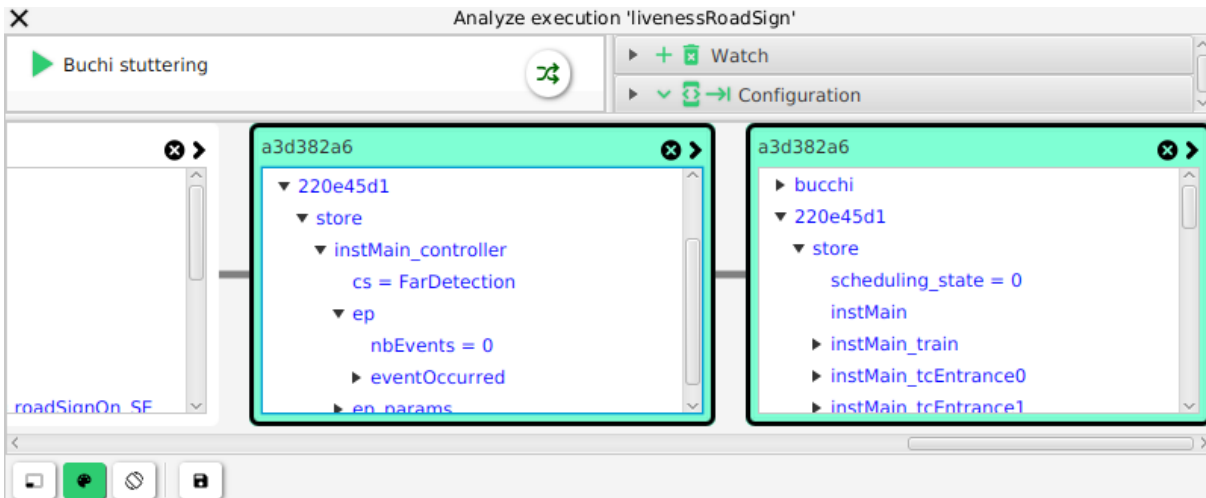 Analyze execution 'livenessRoadSign'
Buchi stuttering
Watch
Configuration
roadSignOn_SE
a3d382a6
220e45d1
store
instMain_controller
cs = FarDetection
ep
nbEvents = 0
eventOccurred
ep_params
a3d382a6
bucchi
220e45d1
store
scheduling_state = 0
instMain
instMain_train
instMain_tcEntrance0
instMain_tcEntrance1